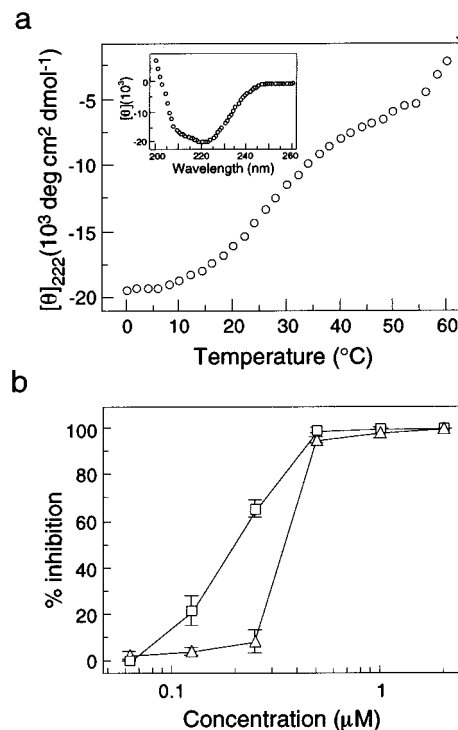 a
[θ]222(10³ deg cm² dmol⁻¹)
-5
-10
-15
-20
0 10 20 30 40 50 60
Temperature (°C)
[θ](10³)
0
-10
-20
200 220 240 260
Wavelength (nm)
b
% inhibition
100
80
60
40
20
0
0.1 1
Concentration (μM)